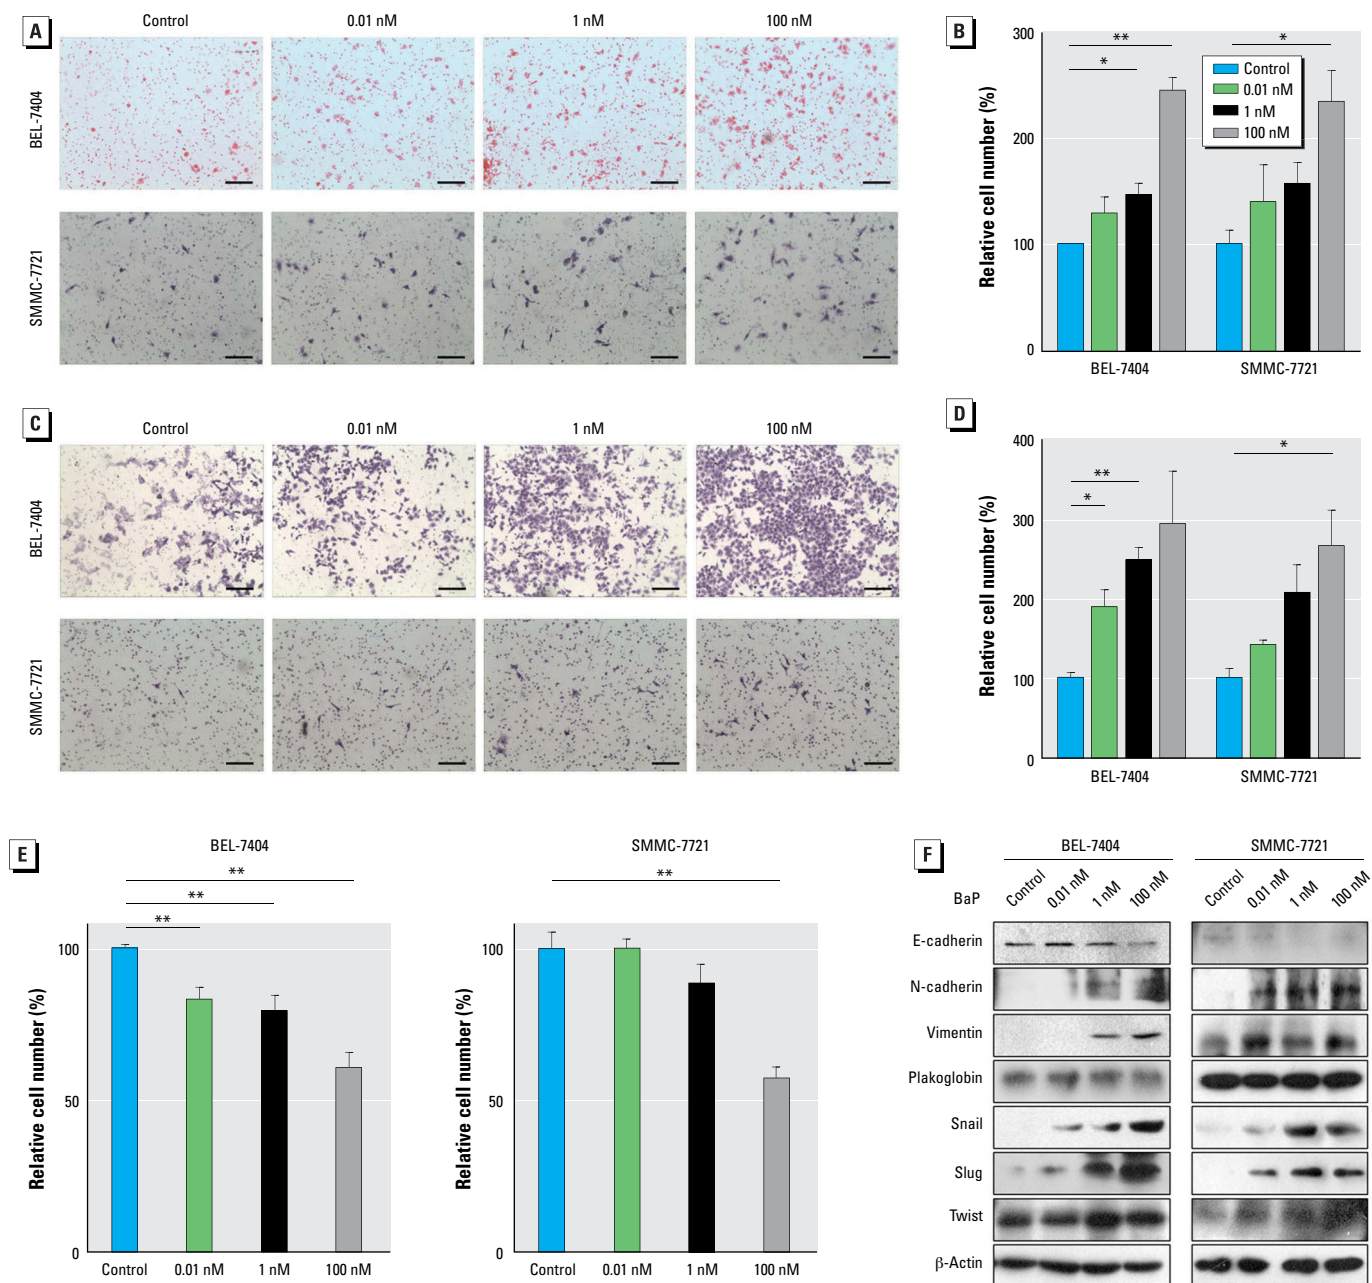 A
Control 0.01 nM 1 nM 100 nM
BEL-7404
SMMC-7721
B
Relative cell number (%)
300
200
100
0
** *
*
Control
0.01 nM
1 nM
100 nM
BEL-7404 SMMC-7721
C
Control 0.01 nM 1 nM 100 nM
BEL-7404
SMMC-7721
D
Relative cell number (%)
400
300
200
100
0
*
**
*
BEL-7404 SMMC-7721
E
BEL-7404
**
**
**
Relative cell number (%)
100
50
0
Control 0.01 nM 1 nM 100 nM
SMMC-7721
**
Relative cell number (%)
100
50
0
Control 0.01 nM 1 nM 100 nM
F
BEL-7404 SMMC-7721
BaP Control 0.01 nM 1 nM 100 nM Control 0.01 nM 1 nM 100 nM
E-cadherin
N-cadherin
Vimentin
Plakoglobin
Snail
Slug
Twist
β-Actin